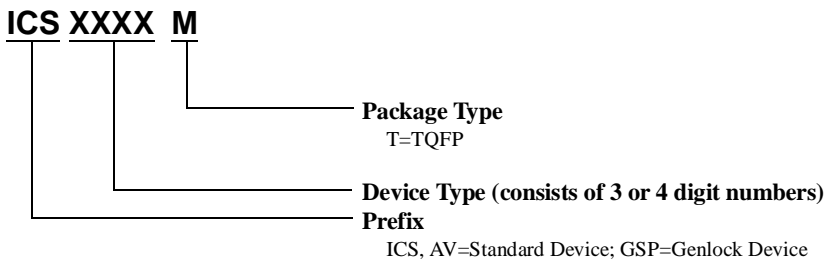 ICS XXXX M
Package Type
T=TQFP
Device Type (consists of 3 or 4 digit numbers)
Prefix
ICS, AV=Standard Device; GSP=Genlock Device